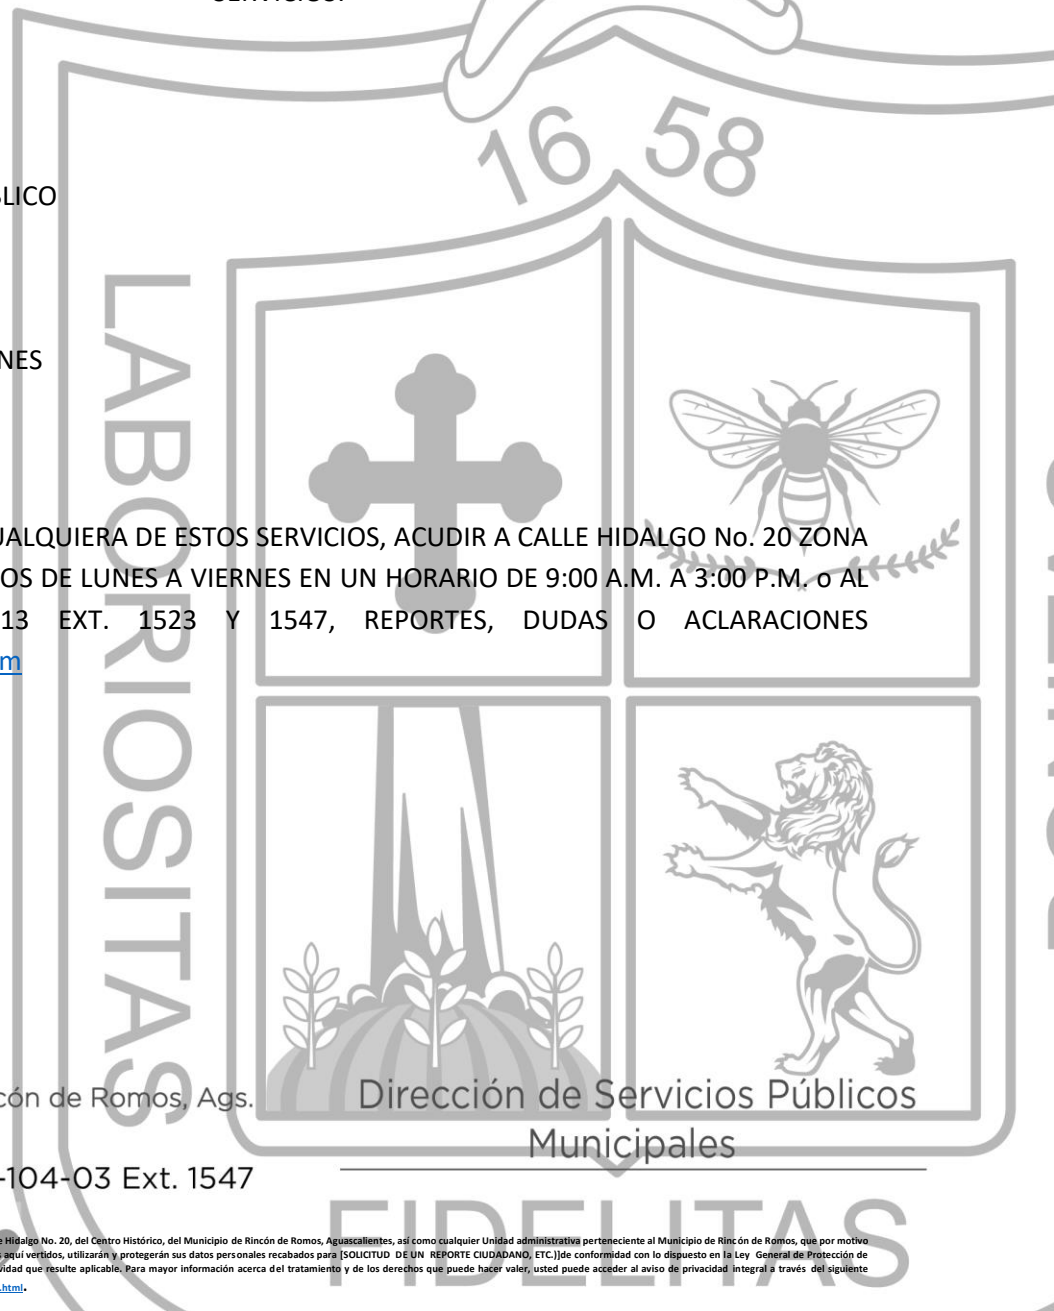 SERVICIOS.
16 58
BLICO
NES
LABORIOSITAS
UALQUIERA DE ESTOS SERVICIOS, ACUDIR A CALLE HIDALGO No. 20 ZONA
OS DE LUNES A VIERNES EN UN HORARIO DE 9:00 A.M. A 3:00 P.M. o AL
13 EXT. 1523 Y 1547, REPORTES, DUDAS O ACLARACIONES
m
cón de Romos, Ags.
Dirección de Servicios Públicos
Municipales
-104-03 Ext. 1547
FIDELITAS
e Hidalgo No. 20, del Centro Histórico, del Municipio de Rincón de Romos, Aguascalientes, así como cualquier Unidad administrativa perteneciente al Municipio de Rincón de Romos, que por motivo
s aquí vertidos, utilizarán y protegerán sus datos personales recabados para [SOLICITUD DE UN REPORTE CIUDADANO, ETC.)]de conformidad con lo dispuesto en la Ley General de Protección de
vidad que resulte aplicable. Para mayor información acerca del tratamiento y de los derechos que puede hacer valer, usted puede acceder al aviso de privacidad integral a través del siguiente
.html.